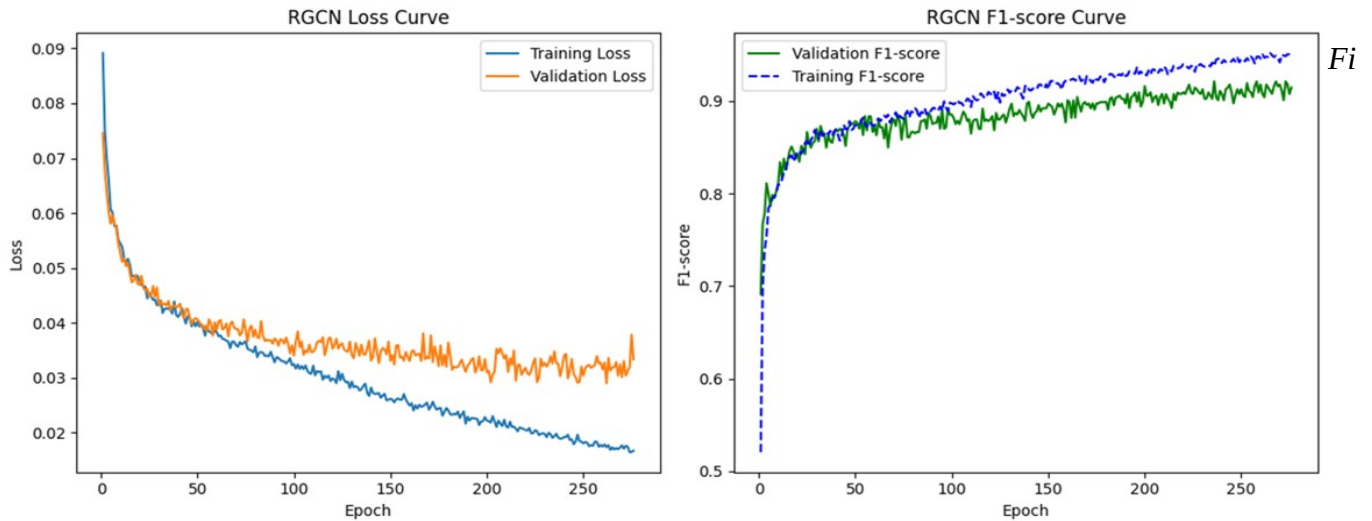 RGCN Loss Curve
Training Loss
Validation Loss
0.09
0.08
0.07
0.06
0.05
0.04
0.03
0.02
Loss
0
50
100
150
200
250
Epoch
RGCN F1-score Curve
Validation F1-score
Training F1-score
0.9
0.8
0.7
0.6
0.5
F1-score
0
50
100
150
200
250
Epoch
Fi